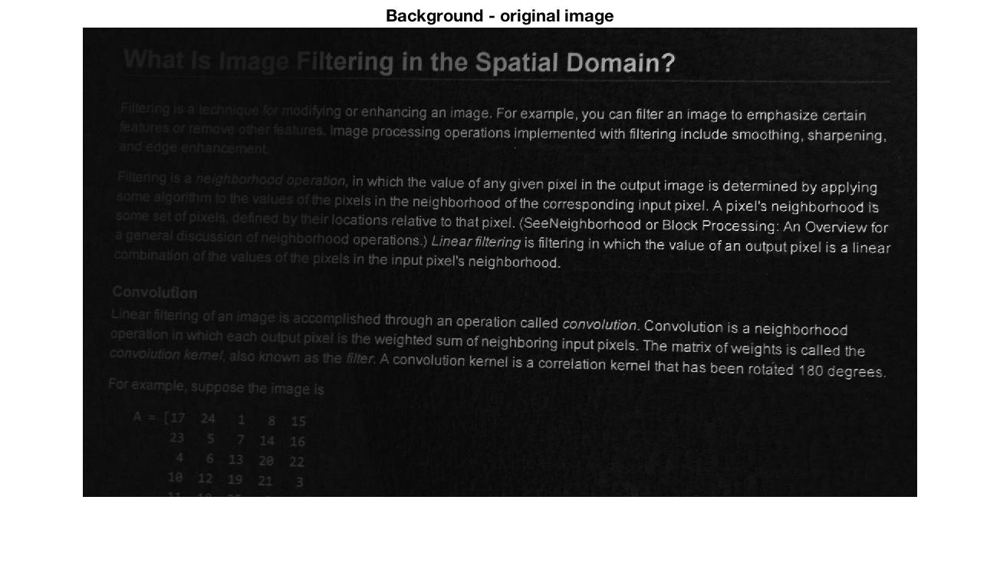 Background - original image
What Is Image Filtering in the Spatial Domain?
Filtering is a technique for modifying or enhancing an image. For example, you can filter an image to emphasize certain
features or remove other features. Image processing operations implemented with filtering include smoothing, sharpening,
and edge enhancement.
Filtering is a neighborhood operation, in which the value of any given pixel in the output image is determined by applying
some algorithm to the values of the pixels in the neighborhood of the corresponding input pixel. A pixel's neighborhood is
some set of pixels, defined by their locations relative to that pixel. (SeeNeighborhood or Block Processing: An Overview for
a general discussion of neighborhood operations.) Linear filtering is filtering in which the value of an output pixel is a linear
combination of the values of the pixels in the input pixel's neighborhood.
Convolution
Linear filtering of an image is accomplished through an operation called convolution. Convolution is a neighborhood
operation in which each output pixel is the weighted sum of neighboring input pixels. The matrix of weights is called the
convolution kernel, also known as the filter. A convolution kernel is a correlation kernel that has been rotated 180 degrees.
For example, suppose the image is
A = [17 24 1 8 15
23 5 7 14 16
4 6 13 20 22
10 12 19 21 3